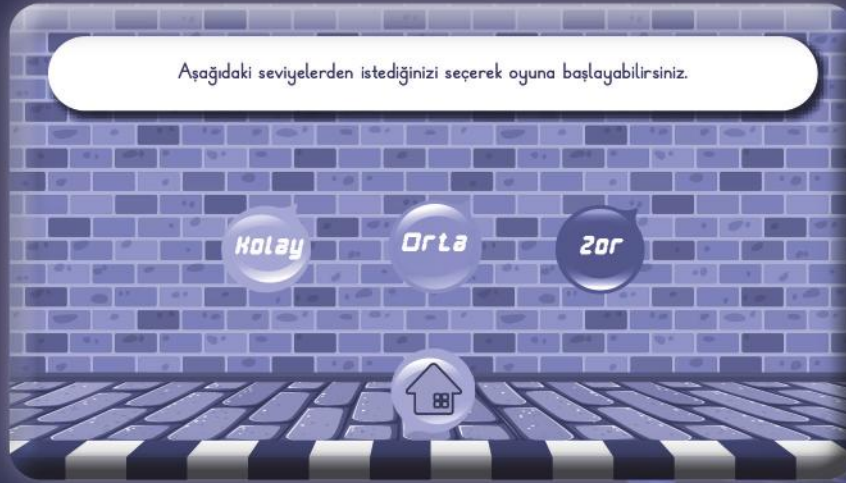 Aşağıdaki seviyelerden istediğinizi seçerek oyuna başlayabilirsiniz.
Kolay
Orta
Zor